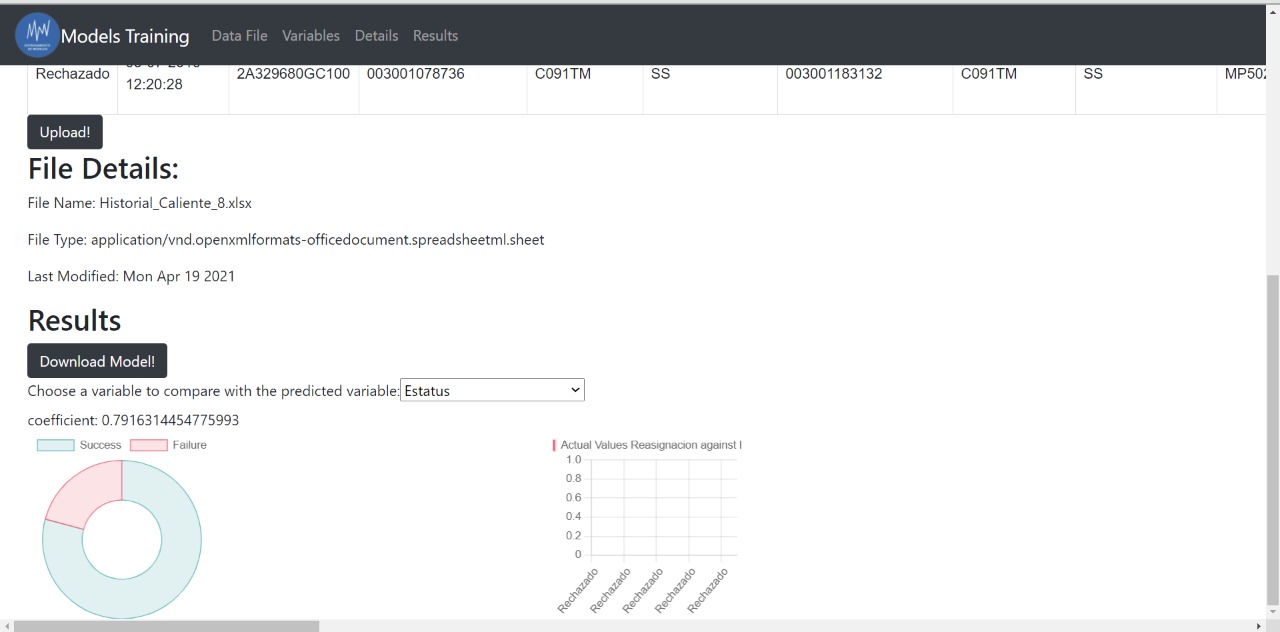 Models Training Data File Variables Details Results
Rechazado 12:20:28 2A329680GC100 003001078736 C091TM SS 003001183132 C091TM SS MP502
Upload!
File Details:
File Name: Historial_Caliente_8.xlsx
File Type: application/vnd.openxmlformats-officedocument.spreadsheetml.sheet
Last Modified: Mon Apr 19 2021
Results
Download Model!
Choose a variable to compare with the predicted variable: Estatus
coefficient: 0.7916314454775993
Success Failure
Actual Values Reasignacion against
1.0
0.8
0.6
0.4
0.2
0
Rechazado Rechazado Rechazado Rechazado Rechazado